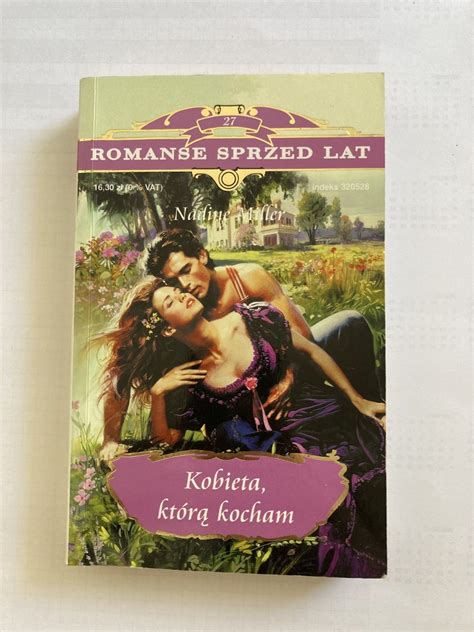 27
ROMANSE SPRZED LAT
16,30 zł (0 % VAT)
Indeks 320528
Nadine Miller
Kobieta,
którą kocham